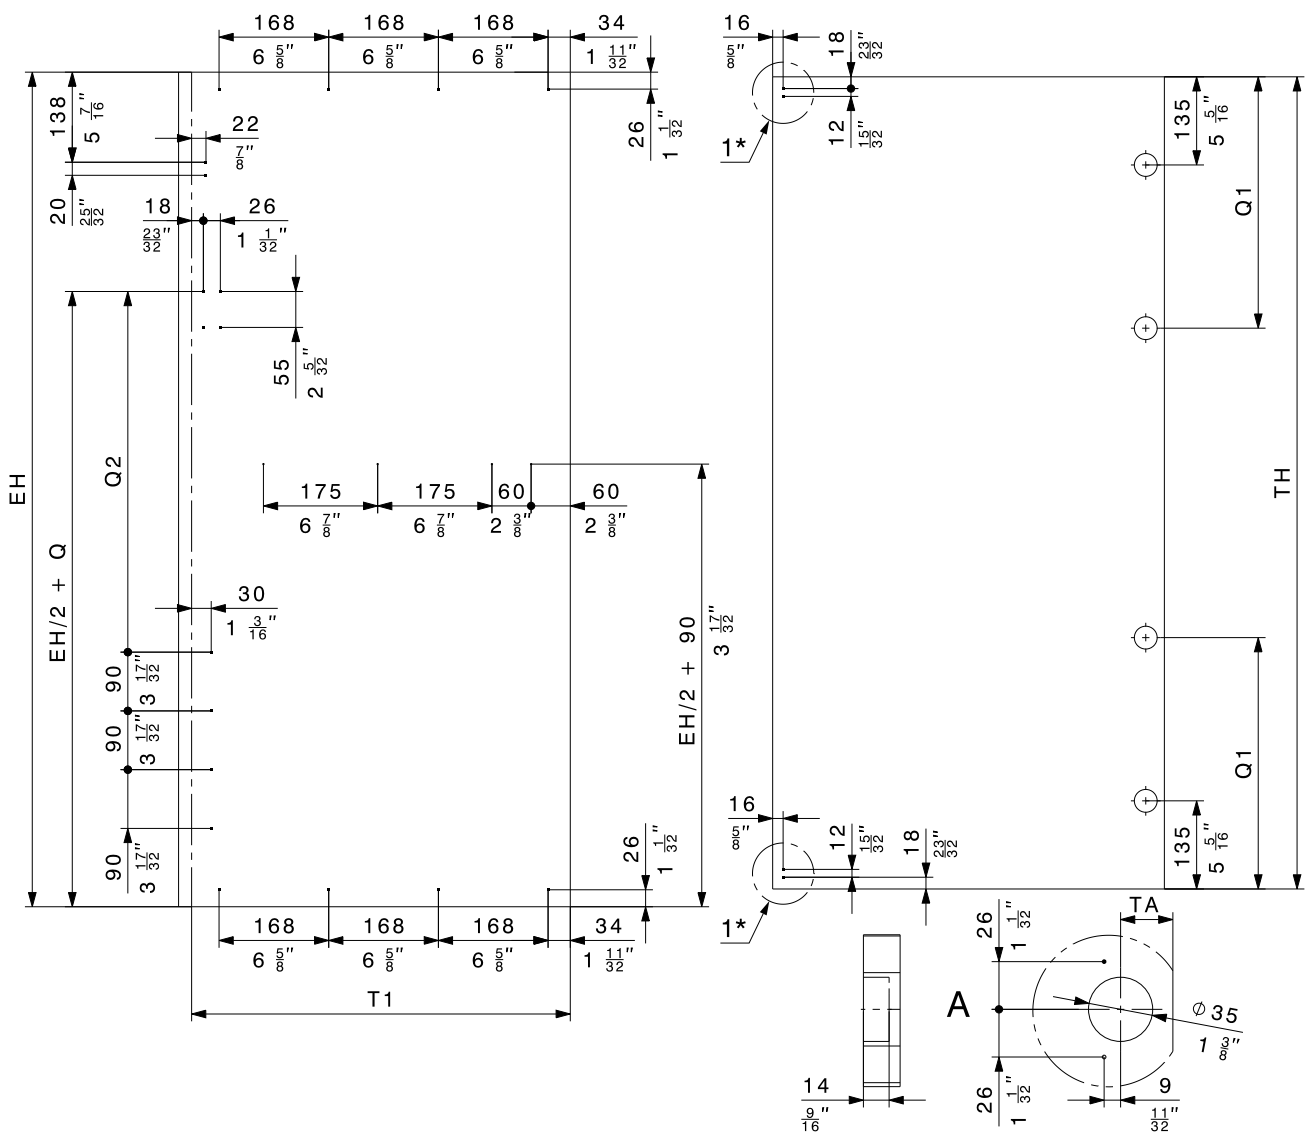 168 168 168 34
6 5/8" 6 5/8" 6 5/8" 1 11/32"
138
5 7/16"
22
7/8"
20
25/32"
18 26
23/32" 1 1/32"
26
1 1/32"
55
2 5/32"
EH
EH/2 + Q
Q2
175 175 60 60
6 7/8" 6 7/8" 2 3/8" 2 3/8"
30
1 3/16"
90
3 17/32"
90
3 17/32"
90
3 17/32"
EH/2 + 90
3 17/32"
26
1 1/32"
168 168 168 34
6 5/8" 6 5/8" 6 5/8" 1 11/32"
T1
16
5/8"
18
23/32"
12
15/32"
1*
135
5 5/16"
Q1
TH
Q1
135
5 5/16"
16
5/8"
12
15/32"
18
23/32"
1*
TA
26
1 1/32"
A
Ø 35
1 3/8"
26
1 1/32"
14
9/16"
9
11/32"